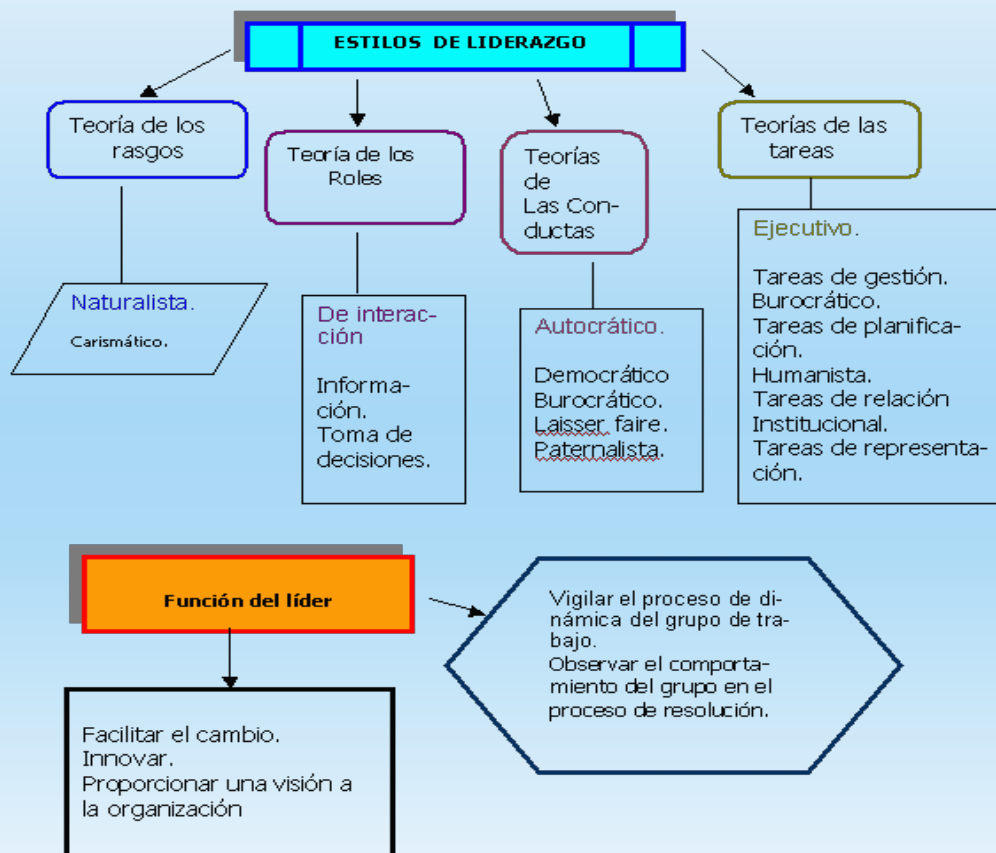 ESTILOS DE LIDERAZGO
Teoría de los
rasgos
Teoría de los
Roles
Teorías
de
Las Con-
ductas
Teorías de las
tareas
Naturalista.
Carismático.
De interac-
ción
Informa-
ción.
Toma de
decisiones.
Autocrático.
Democrático
Burocrático.
Laisser faire.
Paternalista.
Ejecutivo.
Tareas de gestión.
Burocrático.
Tareas de planifica-
ción.
Humanista.
Tareas de relación
Institucional.
Tareas de representa-
ción.
Función del líder
Vigilar el proceso de di-
námica del grupo de tra-
bajo.
Observar el comporta-
miento del grupo en el
proceso de resolución.
Facilitar el cambio.
Innovar.
Proporcionar una visión a
la organización